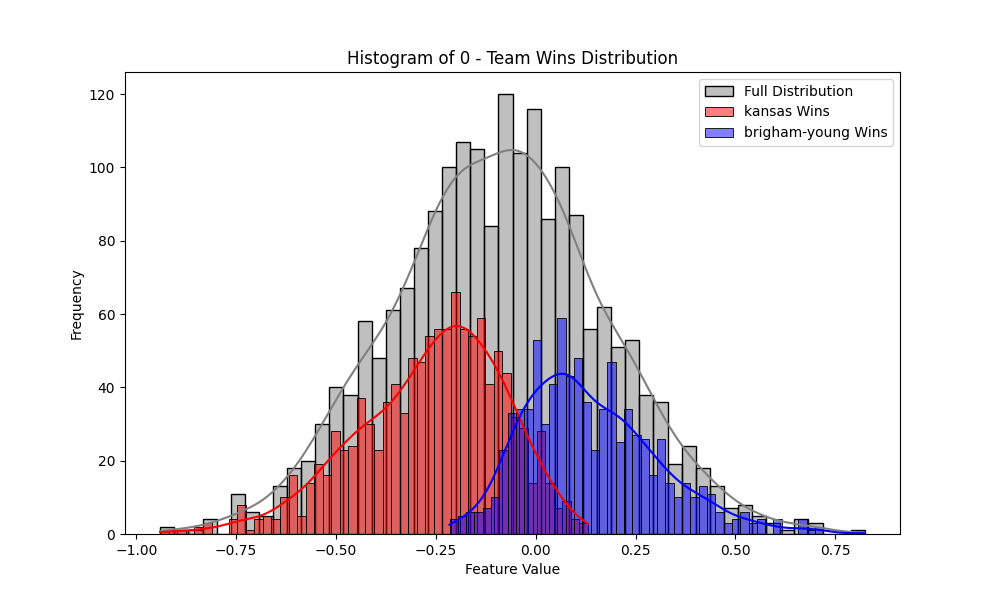 Histogram of 0 - Team Wins Distribution
Full Distribution
kansas Wins
brigham-young Wins
120
100
80
60
40
20
0
Frequency
−1.00 −0.75 −0.50 −0.25 0.00 0.25 0.50 0.75
Feature Value